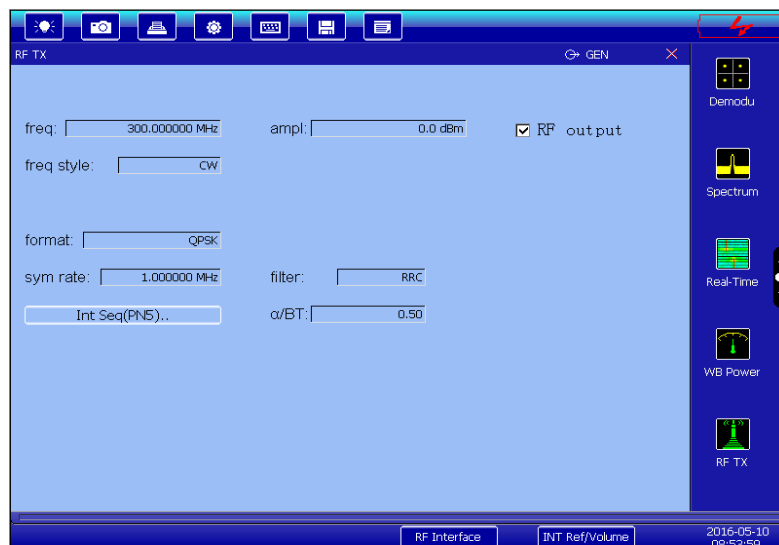 RF TX
GEN
freq: 300.000000 MHz
ampl: 0.0 dBm
RF output
freq style: CW
format: QPSK
sym rate: 1.000000 MHz
filter: RRC
Int Seq(PN5)..
α/BT: 0.50
Demodu
Spectrum
Real-Time
WB Power
RF TX
RF Interface
INT Ref/Volume
2016-05-10